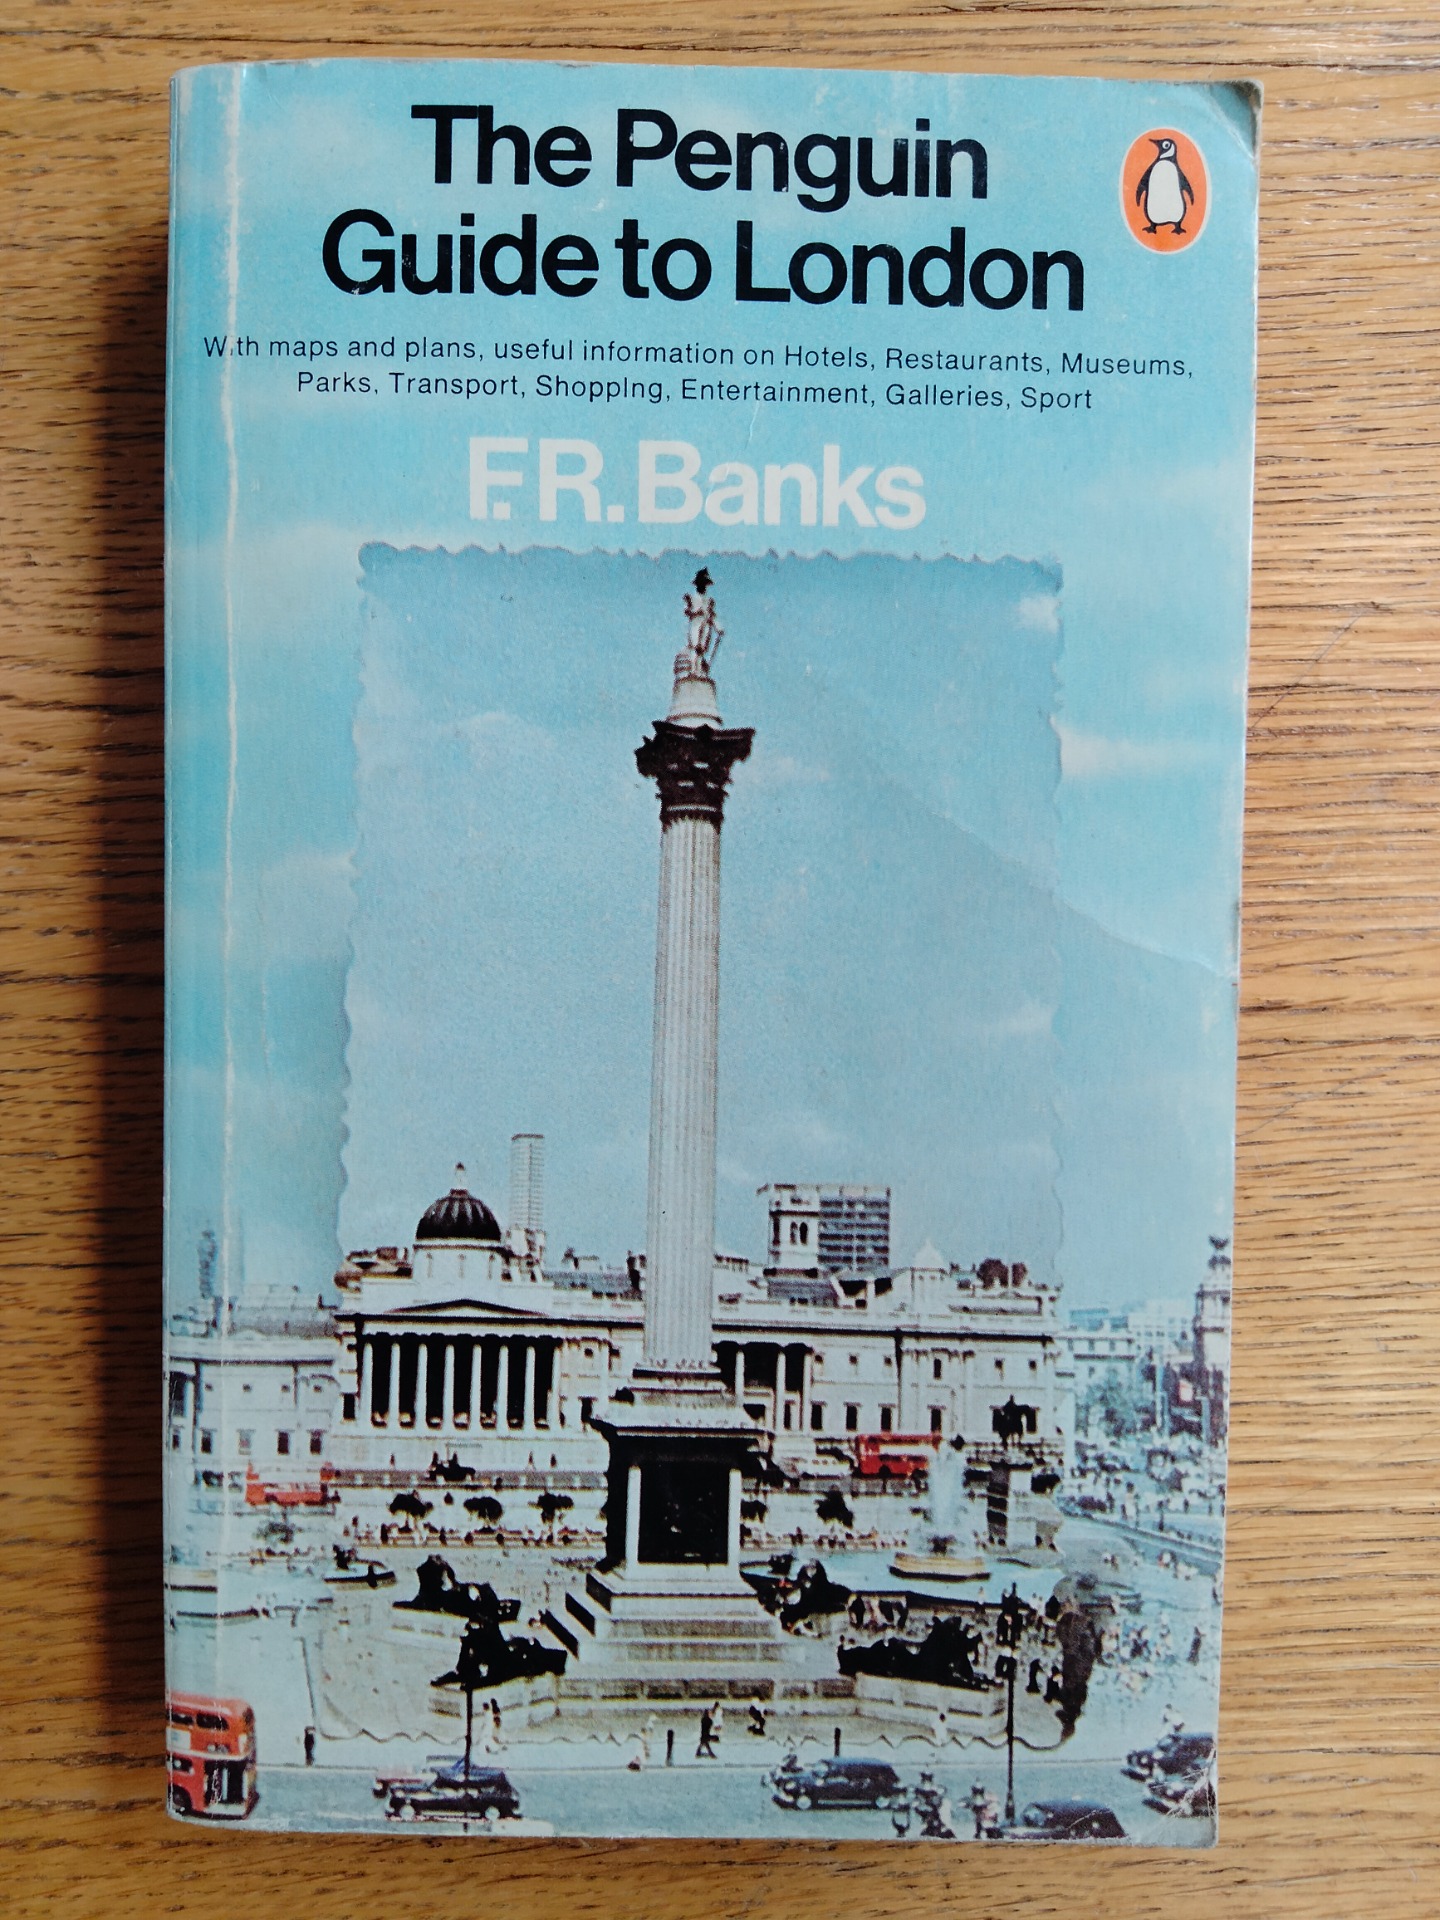 The Penguin
Guide to London
With maps and plans, useful information on Hotels, Restaurants, Museums,
Parks, Transport, Shopping, Entertainment, Galleries, Sport
F.R. Banks